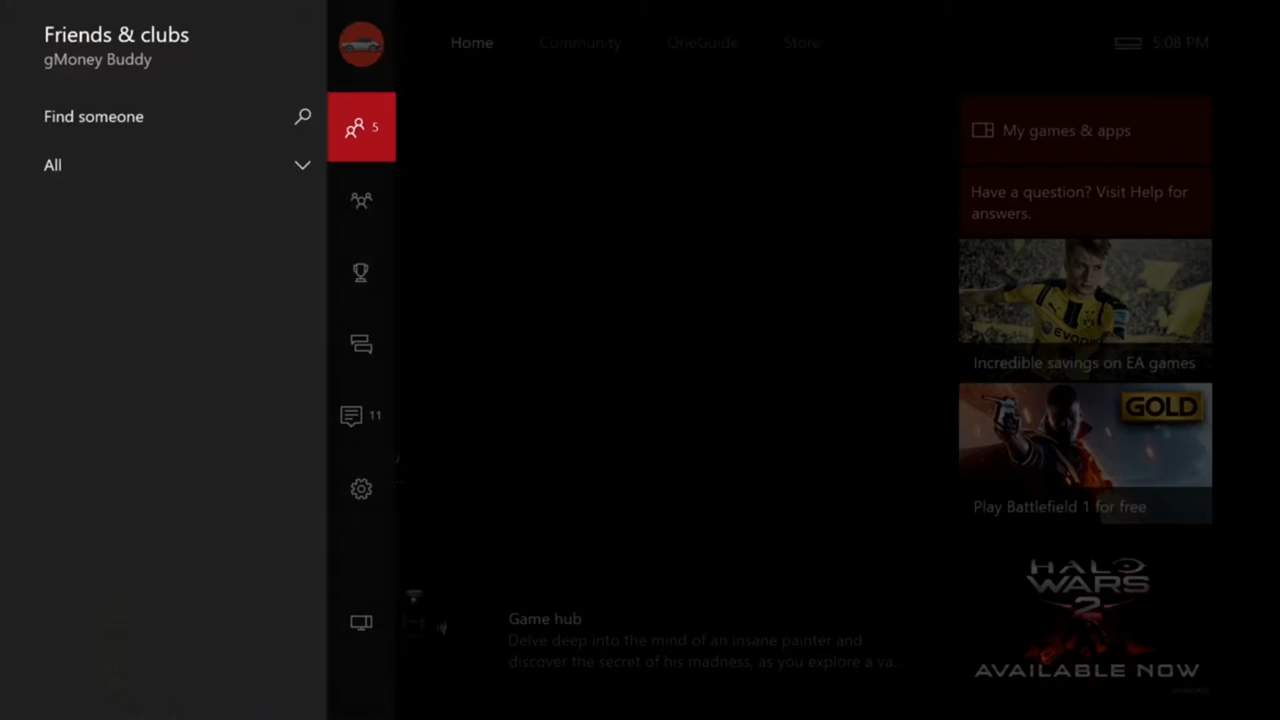 Friends & clubs
gMoney Buddy
Find someone
All
5
11
Home
Community
OneGuide
Store
5:08 PM
My games & apps
Have a question? Visit Help for
answers.
EVONIK
Incredible savings on EA games
GOLD
Play Battlefield 1 for free
HALO
WARS
2
AVAILABLE NOW
Game hub
Delve deep into the mind of an insane painter and
discover the secret of his madness, as you explore a va...